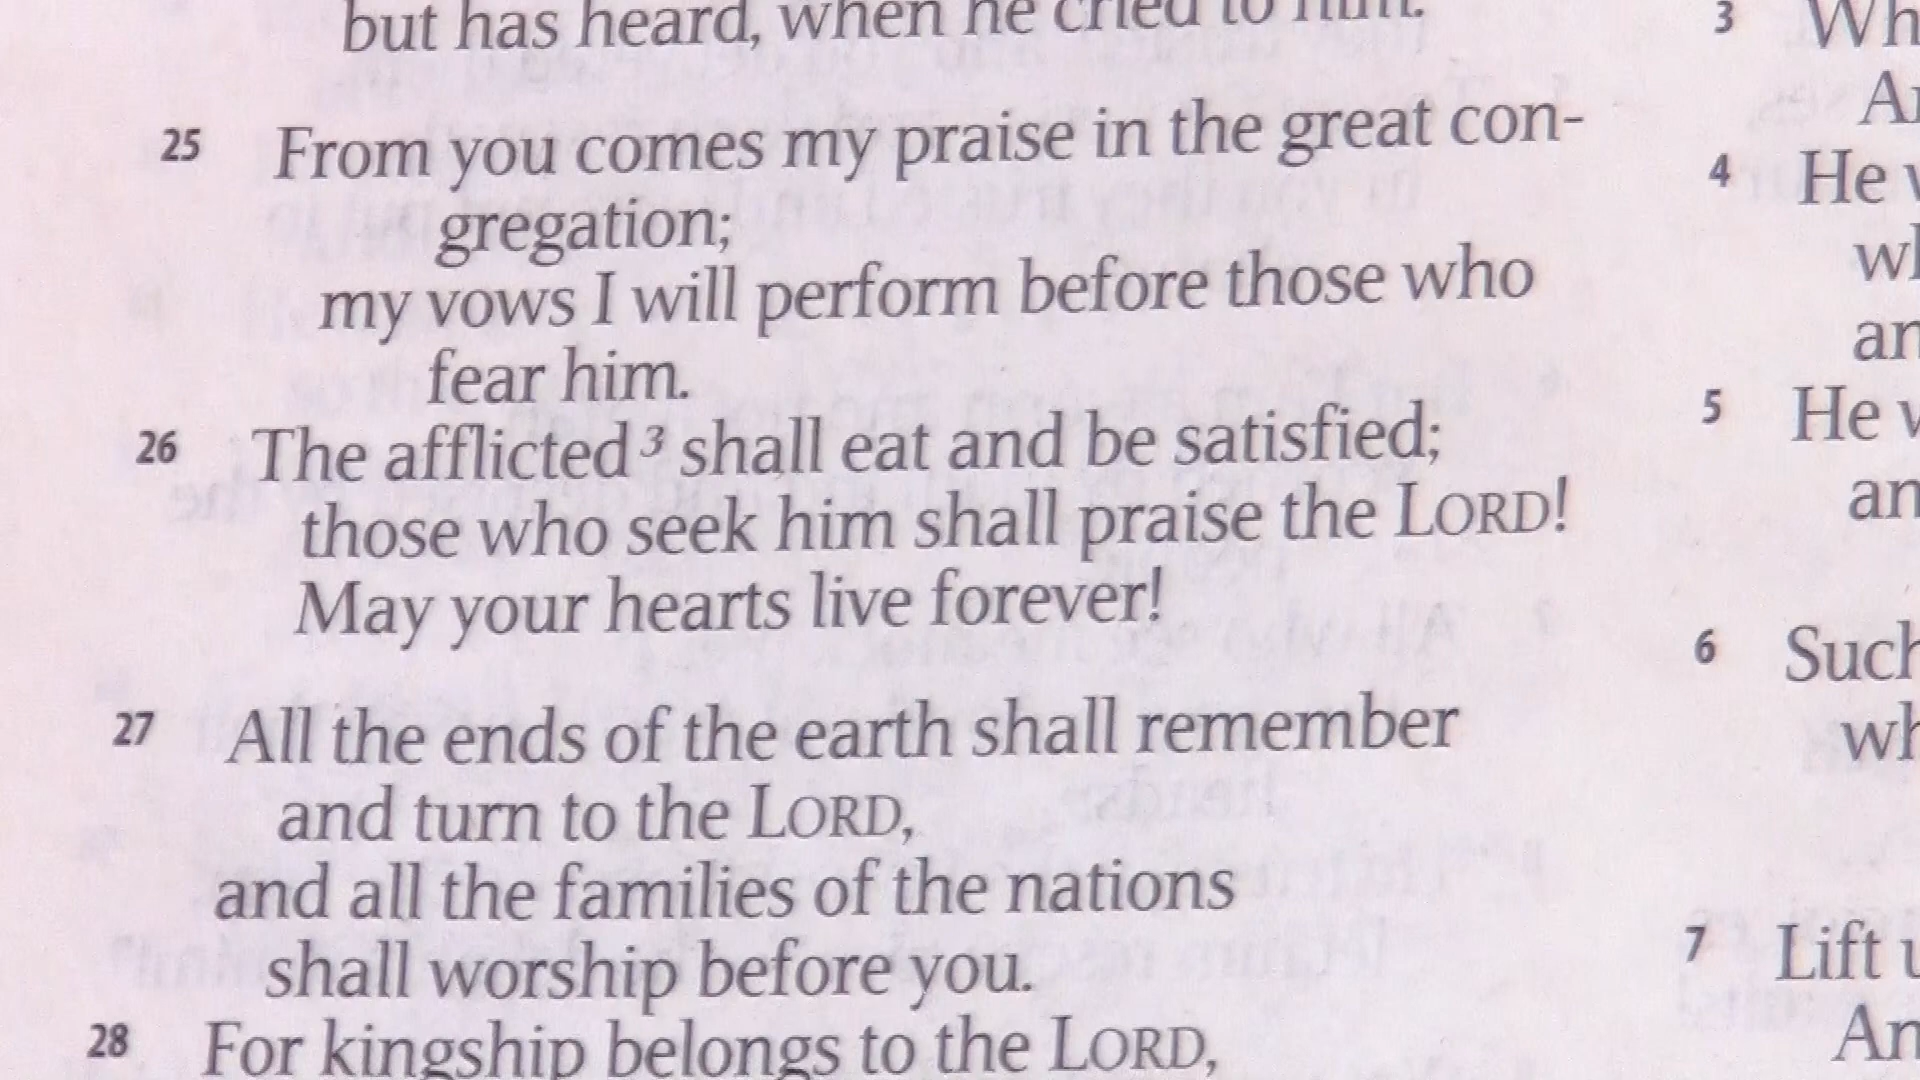 but has heard, when he cried to him.
25 From you comes my praise in the great con-
gregation;
my vows I will perform before those who
fear him.
26 The afflicted 3 shall eat and be satisfied;
those who seek him shall praise the LORD!
May your hearts live forever!
27 All the ends of the earth shall remember
and turn to the LORD,
and all the families of the nations
shall worship before you.
28 For kingship belongs to the LORD,
3
4 He
5 He
6 Such
7 Lift